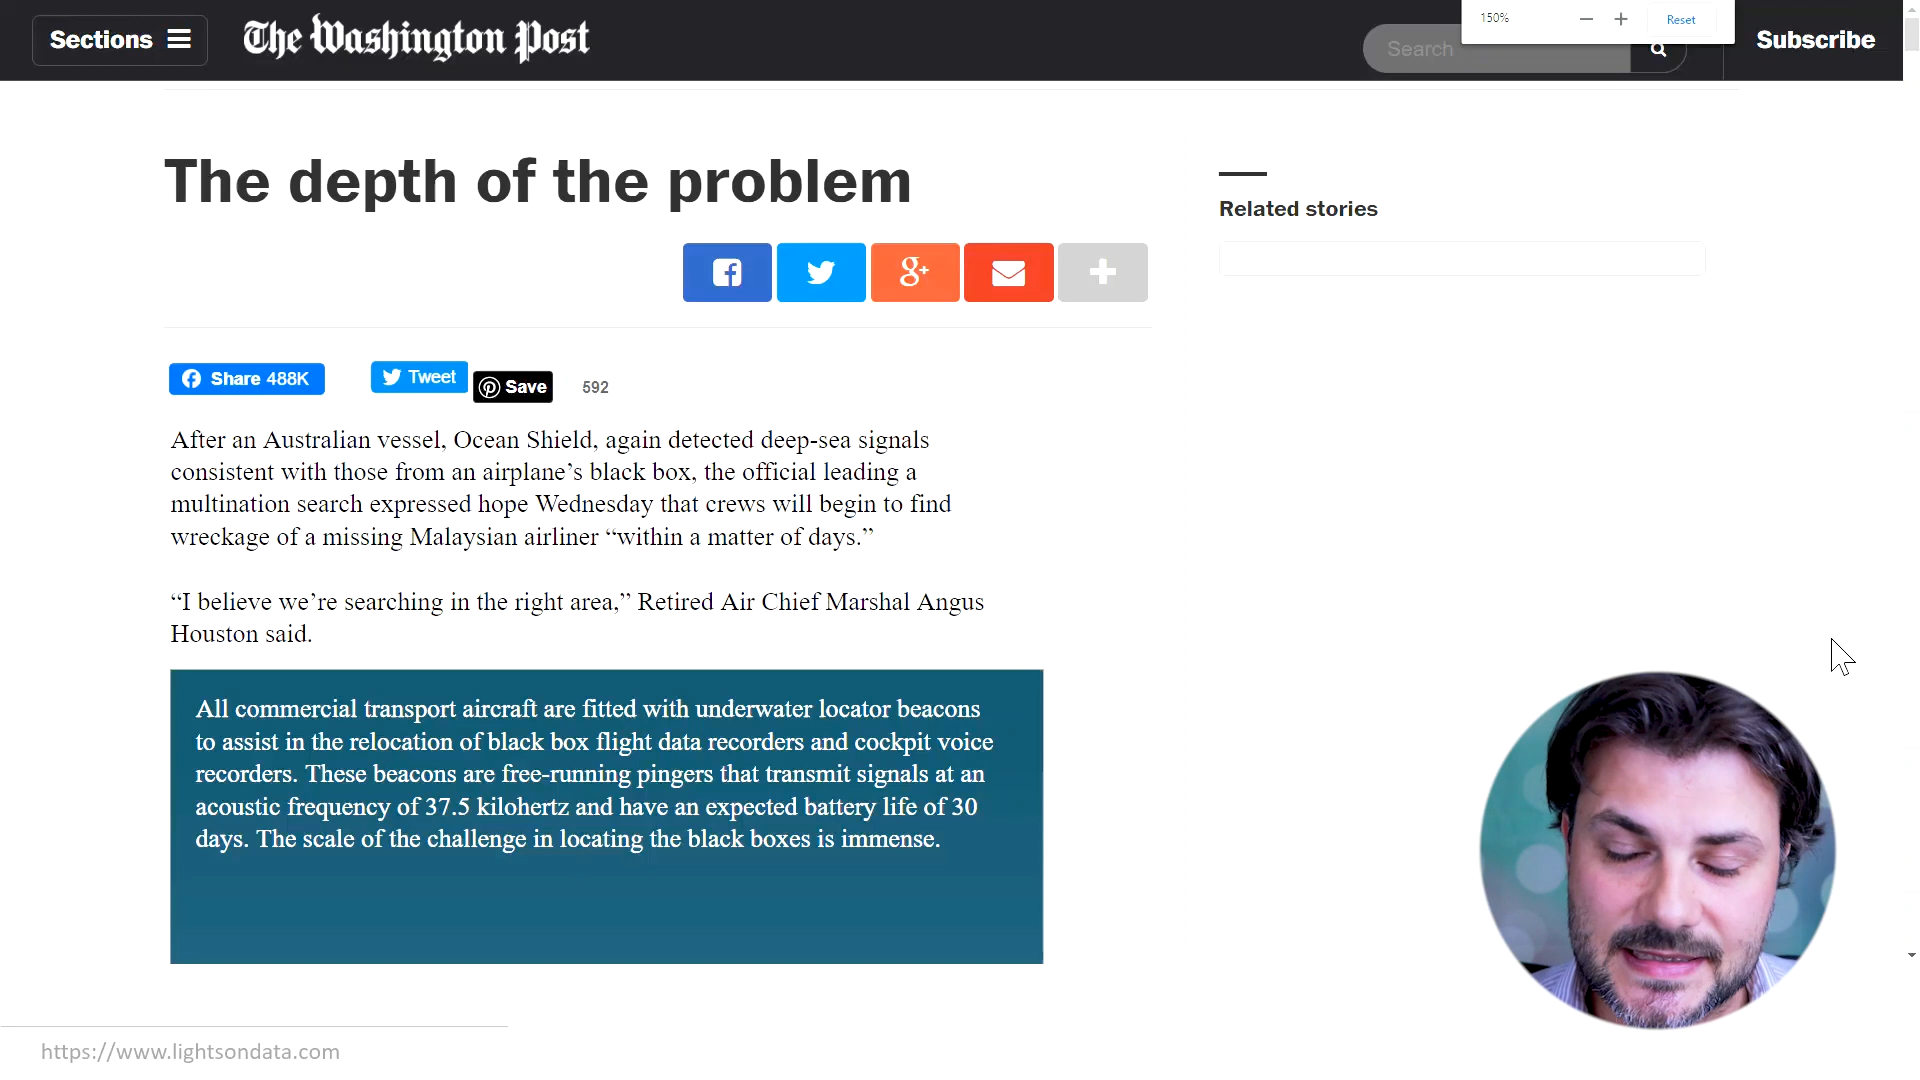 Sections
The Washington Post
Search
150%
Reset
Subscribe
The depth of the problem
Related stories
Share 488K
Tweet
Save
592
After an Australian vessel, Ocean Shield, again detected deep-sea signals
consistent with those from an airplane’s black box, the official leading a
multination search expressed hope Wednesday that crews will begin to find
wreckage of a missing Malaysian airliner “within a matter of days.”
“I believe we’re searching in the right area,” Retired Air Chief Marshal Angus
Houston said.
All commercial transport aircraft are fitted with underwater locator beacons
to assist in the relocation of black box flight data recorders and cockpit voice
recorders. These beacons are free-running pingers that transmit signals at an
acoustic frequency of 37.5 kilohertz and have an expected battery life of 30
days. The scale of the challenge in locating the black boxes is immense.
https://www.lightsondata.com